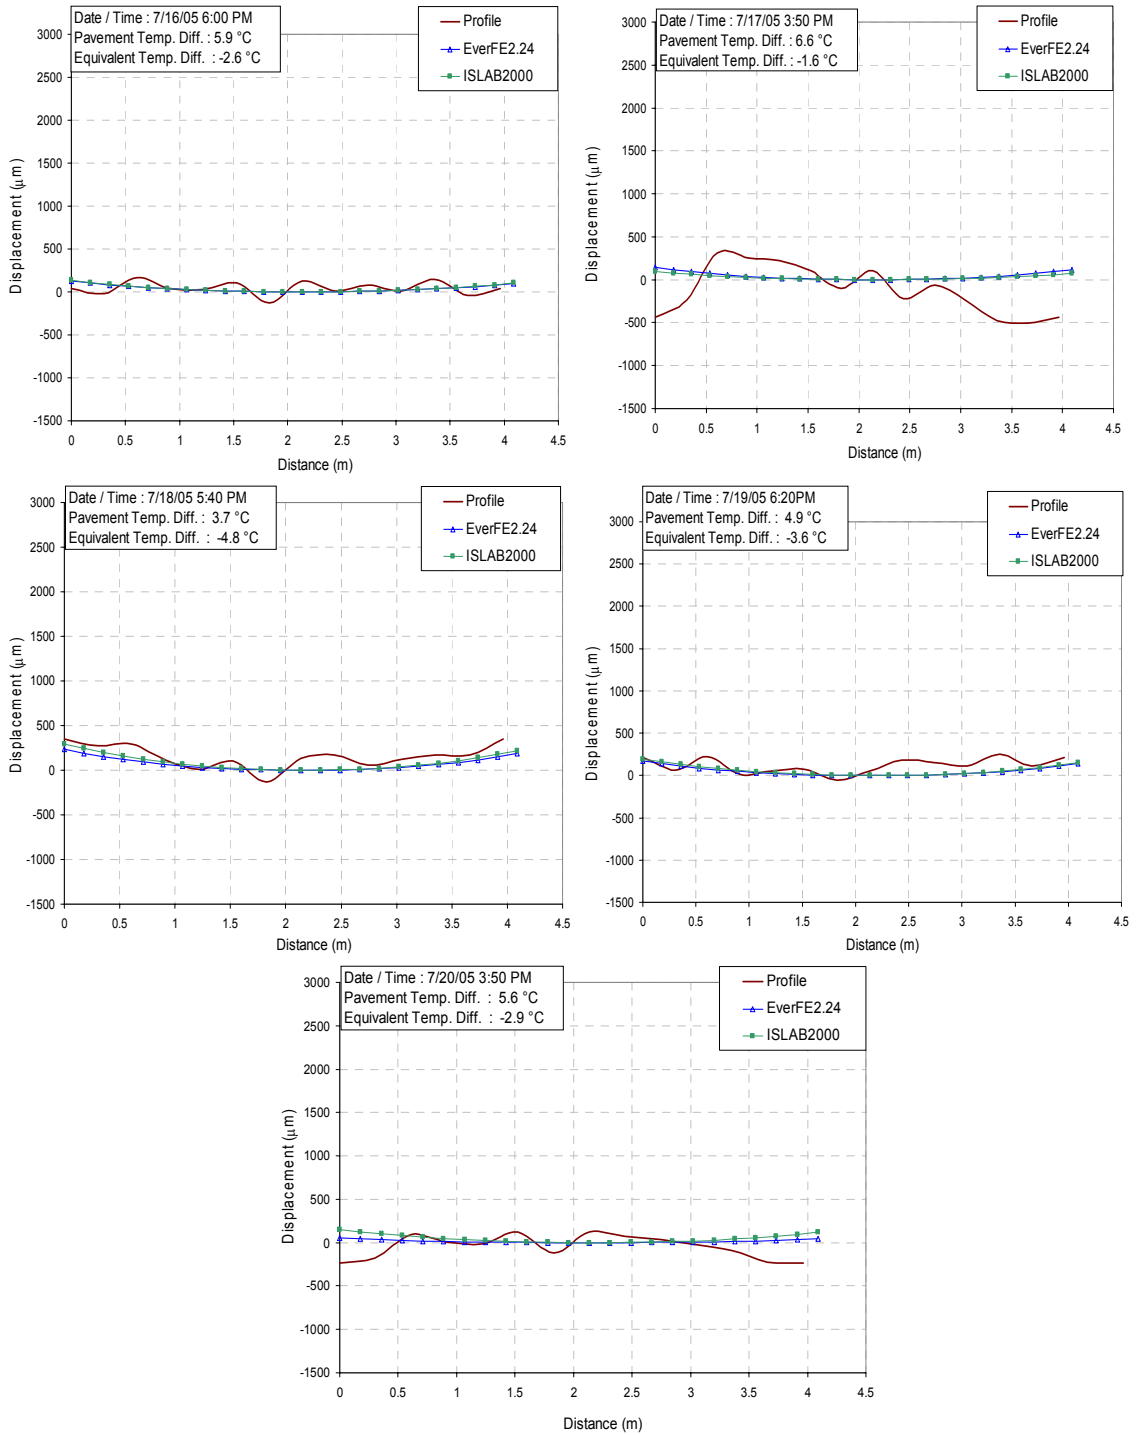 Date / Time : 7/16/05 6:00 PM
Pavement Temp. Diff. : 5.9 °C
Equivalent Temp. Diff. : -2.6 °C
Profile
EverFE2.24
ISLAB2000
3000
2500
2000
1500
1000
500
0
-500
-1000
-1500
Displacement (μm)
0 0.5 1 1.5 2 2.5 3 3.5 4 4.5
Distance (m)
Date / Time : 7/17/05 3:50 PM
Pavement Temp. Diff. : 6.6 °C
Equivalent Temp. Diff. : -1.6 °C
Profile
EverFE2.24
ISLAB2000
3000
2500
2000
1500
1000
500
0
-500
-1000
-1500
Displacement (μm)
0 0.5 1 1.5 2 2.5 3 3.5 4 4.5
Distance (m)
Date / Time : 7/18/05 5:40 PM
Pavement Temp. Diff. : 3.7 °C
Equivalent Temp. Diff. : -4.8 °C
Profile
EverFE2.24
ISLAB2000
3000
2500
2000
1500
1000
500
0
-500
-1000
-1500
Displacement (μm)
0 0.5 1 1.5 2 2.5 3 3.5 4 4.5
Distance (m)
Date / Time : 7/19/05 6:20PM
Pavement Temp. Diff. : 4.9 °C
Equivalent Temp. Diff. : -3.6 °C
Profile
EverFE2.24
ISLAB2000
3000
2500
2000
1500
1000
500
0
-500
-1000
-1500
Displacement (μm)
0 0.5 1 1.5 2 2.5 3 3.5 4 4.5
Distance (m)
Date / Time : 7/20/05 3:50 PM
Pavement Temp. Diff. : 5.6 °C
Equivalent Temp. Diff. : -2.9 °C
Profile
EverFE2.24
ISLAB2000
3000
2500
2000
1500
1000
500
0
-500
-1000
-1500
Displacement (μm)
0 0.5 1 1.5 2 2.5 3 3.5 4 4.5
Distance (m)